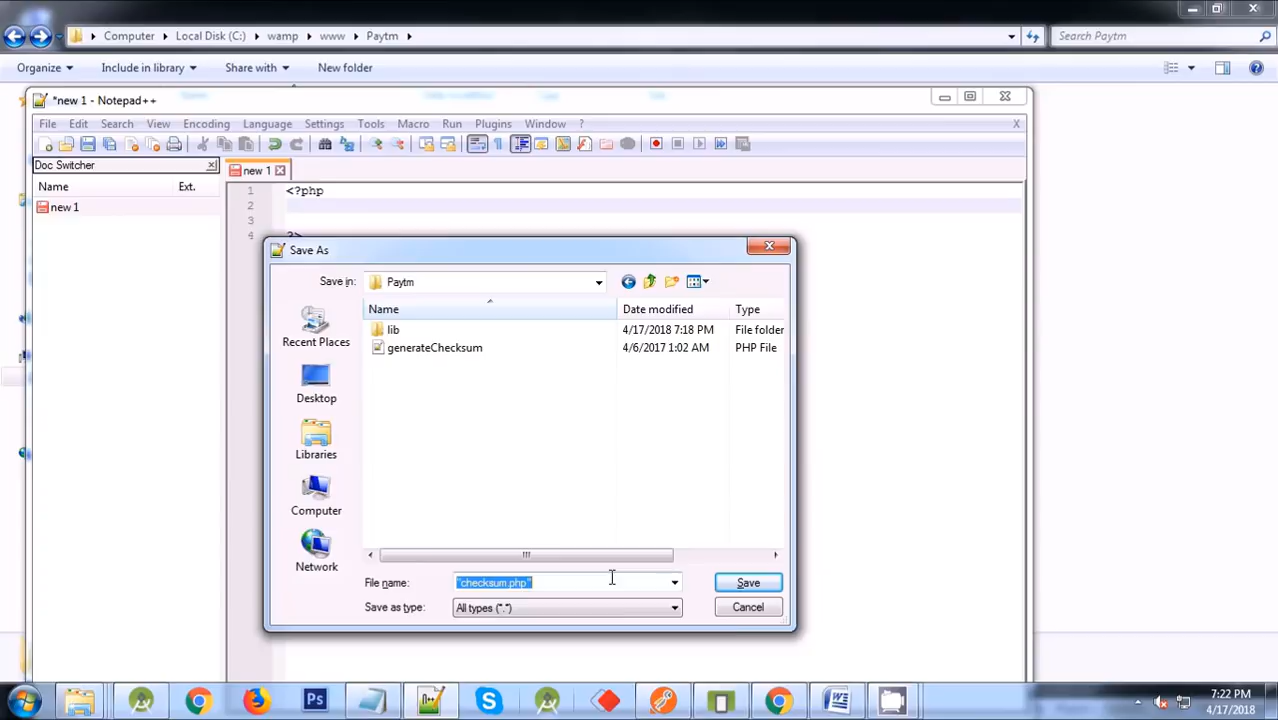 Computer Local Disk (C:) wamp www Paytm Search Paytm
Organize Include in library Share with New folder
*new 1 - Notepad++
File Edit Search View Encoding Language Settings Tools Macro Run Plugins Window ? X
Doc Switcher
new 1
Name Ext.
new 1
1 <?php
2
3
4 ?>
Save As
Save in: Paytm
Name Date modified Type
lib 4/17/2018 7:18 PM File folder
generateChecksum 4/6/2017 1:02 AM PHP File
Recent Places
Desktop
Libraries
Computer
Network
File name: "checksum.php" Save
Save as type: All types (*.*) Cancel
Ps
W
7:22 PM
4/17/2018